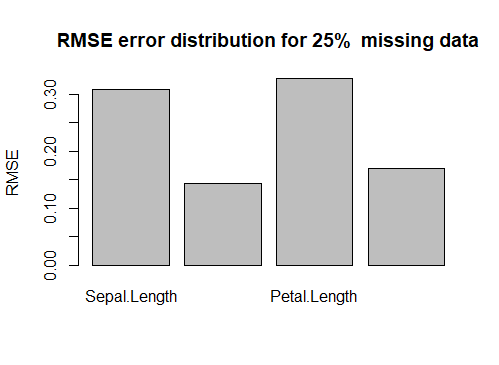 RMSE error distribution for 25% missing data
RMSE
0.30
0.20
0.10
0.00
Sepal.Length
Petal.Length